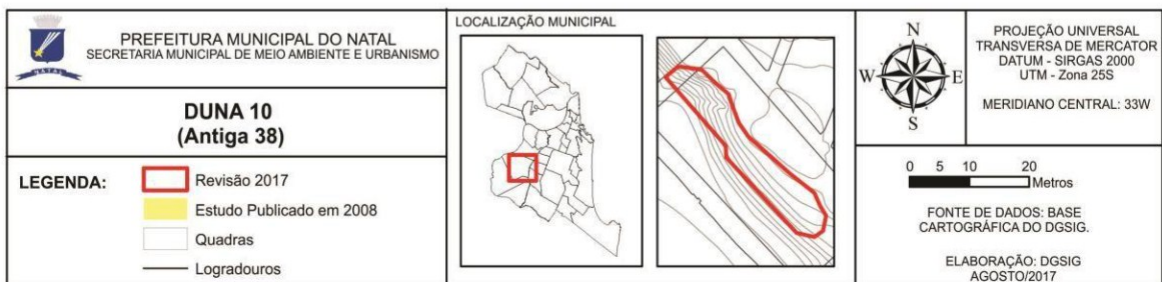 PREFEITURA MUNICIPAL DO NATAL
SECRETARIA MUNICIPAL DE MEIO AMBIENTE E URBANISMO
NATAL
DUNA 10
(Antiga 38)
LEGENDA:
Revisão 2017
Estudo Publicado em 2008
Quadras
Logradouros
LOCALIZAÇÃO MUNICIPAL
N
W
E
S
PROJEÇÃO UNIVERSAL
TRANSVERSA DE MERCATOR
DATUM - SIRGAS 2000
UTM - Zona 25S
MERIDIANO CENTRAL: 33W
0 5 10 20
Metros
FONTE DE DADOS: BASE
CARTOGRÁFICA DO DGSIG.
ELABORAÇÃO: DGSIG
AGOSTO/2017